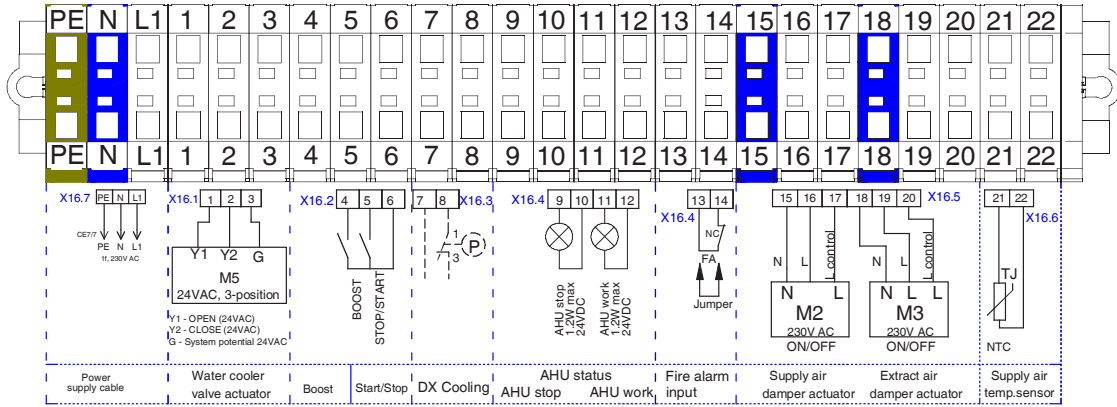 PE N L1 1 2 3 4 5 6 7 8 9 10 11 12 13 14 15 16 17 18 19 20 21 22
PE N L1 1 2 3 4 5 6 7 8 9 10 11 12 13 14 15 16 17 18 19 20 21 22
X16.7 PE N L1
CE7/7
PE N L1
1f, 230V AC
X16.1 1 2 3
Y1 Y2 G
M5
24VAC, 3-position
Y1 - OPEN (24VAC)
Y2 - CLOSE (24VAC)
G - System potential 24VAC
X16.2 4 5 6
BOOST
STOP/START
7 8 X16.3
1
3
P
X16.4 9 10 11 12
AHU stop
1.2W max
24VDC
AHU work
1.2W max
24VDC
X16.4
13 14
NC
FA
Jumper
15 16 17 18 19 20 X16.5
N L L control
N L
M2
230V AC
ON/OFF
N L L control
N L L
M3
230V AC
ON/OFF
21 22
X16.6
TJ
NTC
Power
supply cable
Water cooler
valve actuator
Boost
Start/Stop
DX Cooling
AHU status
AHU stop AHU work
Fire alarm
input
Supply air
damper actuator
Extract air
damper actuator
Supply air
temp.sensor